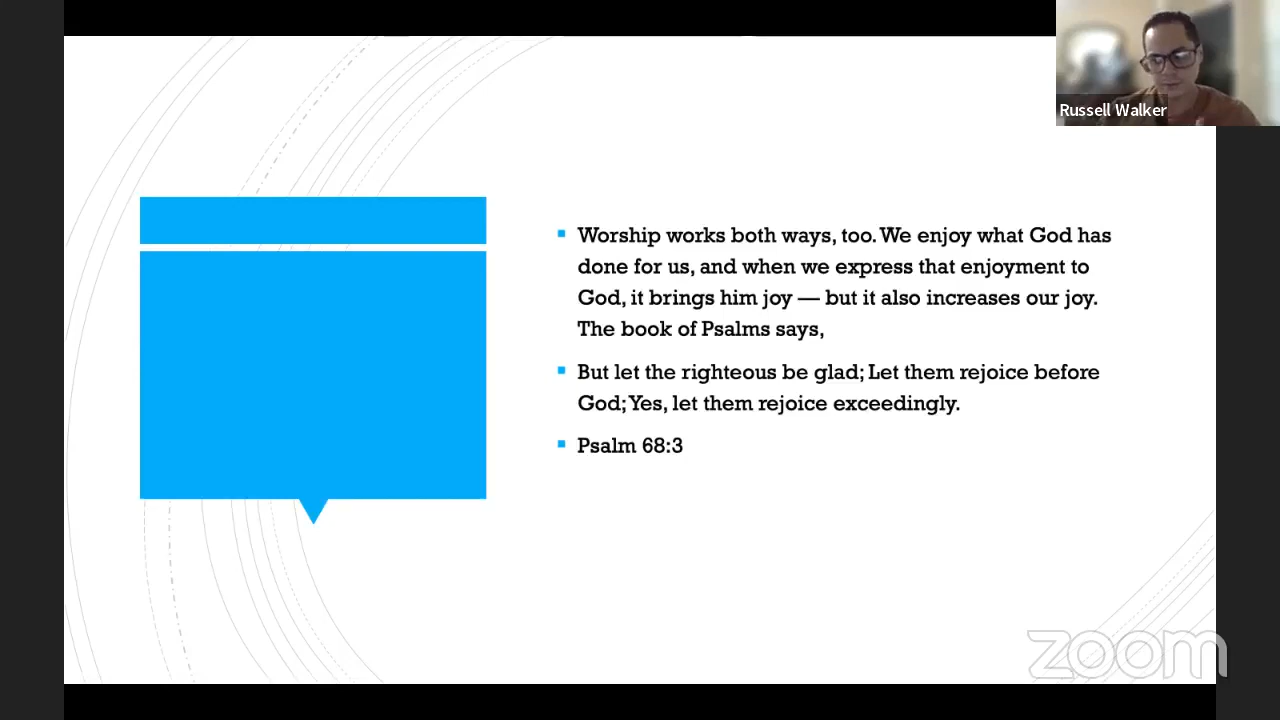 Russell Walker
Worship works both ways, too. We enjoy what God has
done for us, and when we express that enjoyment to
God, it brings him joy — but it also increases our joy.
The book of Psalms says,
But let the righteous be glad; Let them rejoice before
God; Yes, let them rejoice exceedingly.
Psalm 68:3
zoom